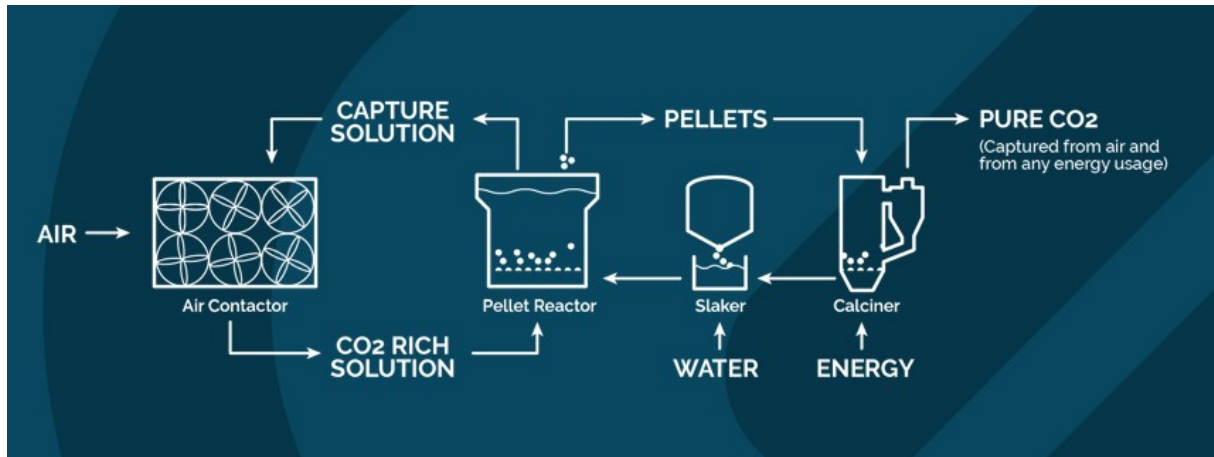 CAPTURE
SOLUTION
PELLETS
PURE CO2
(Captured from air and
from any energy usage)
AIR
Air Contactor
Pellet Reactor
Slaker
Calciner
CO2 RICH
SOLUTION
WATER
ENERGY